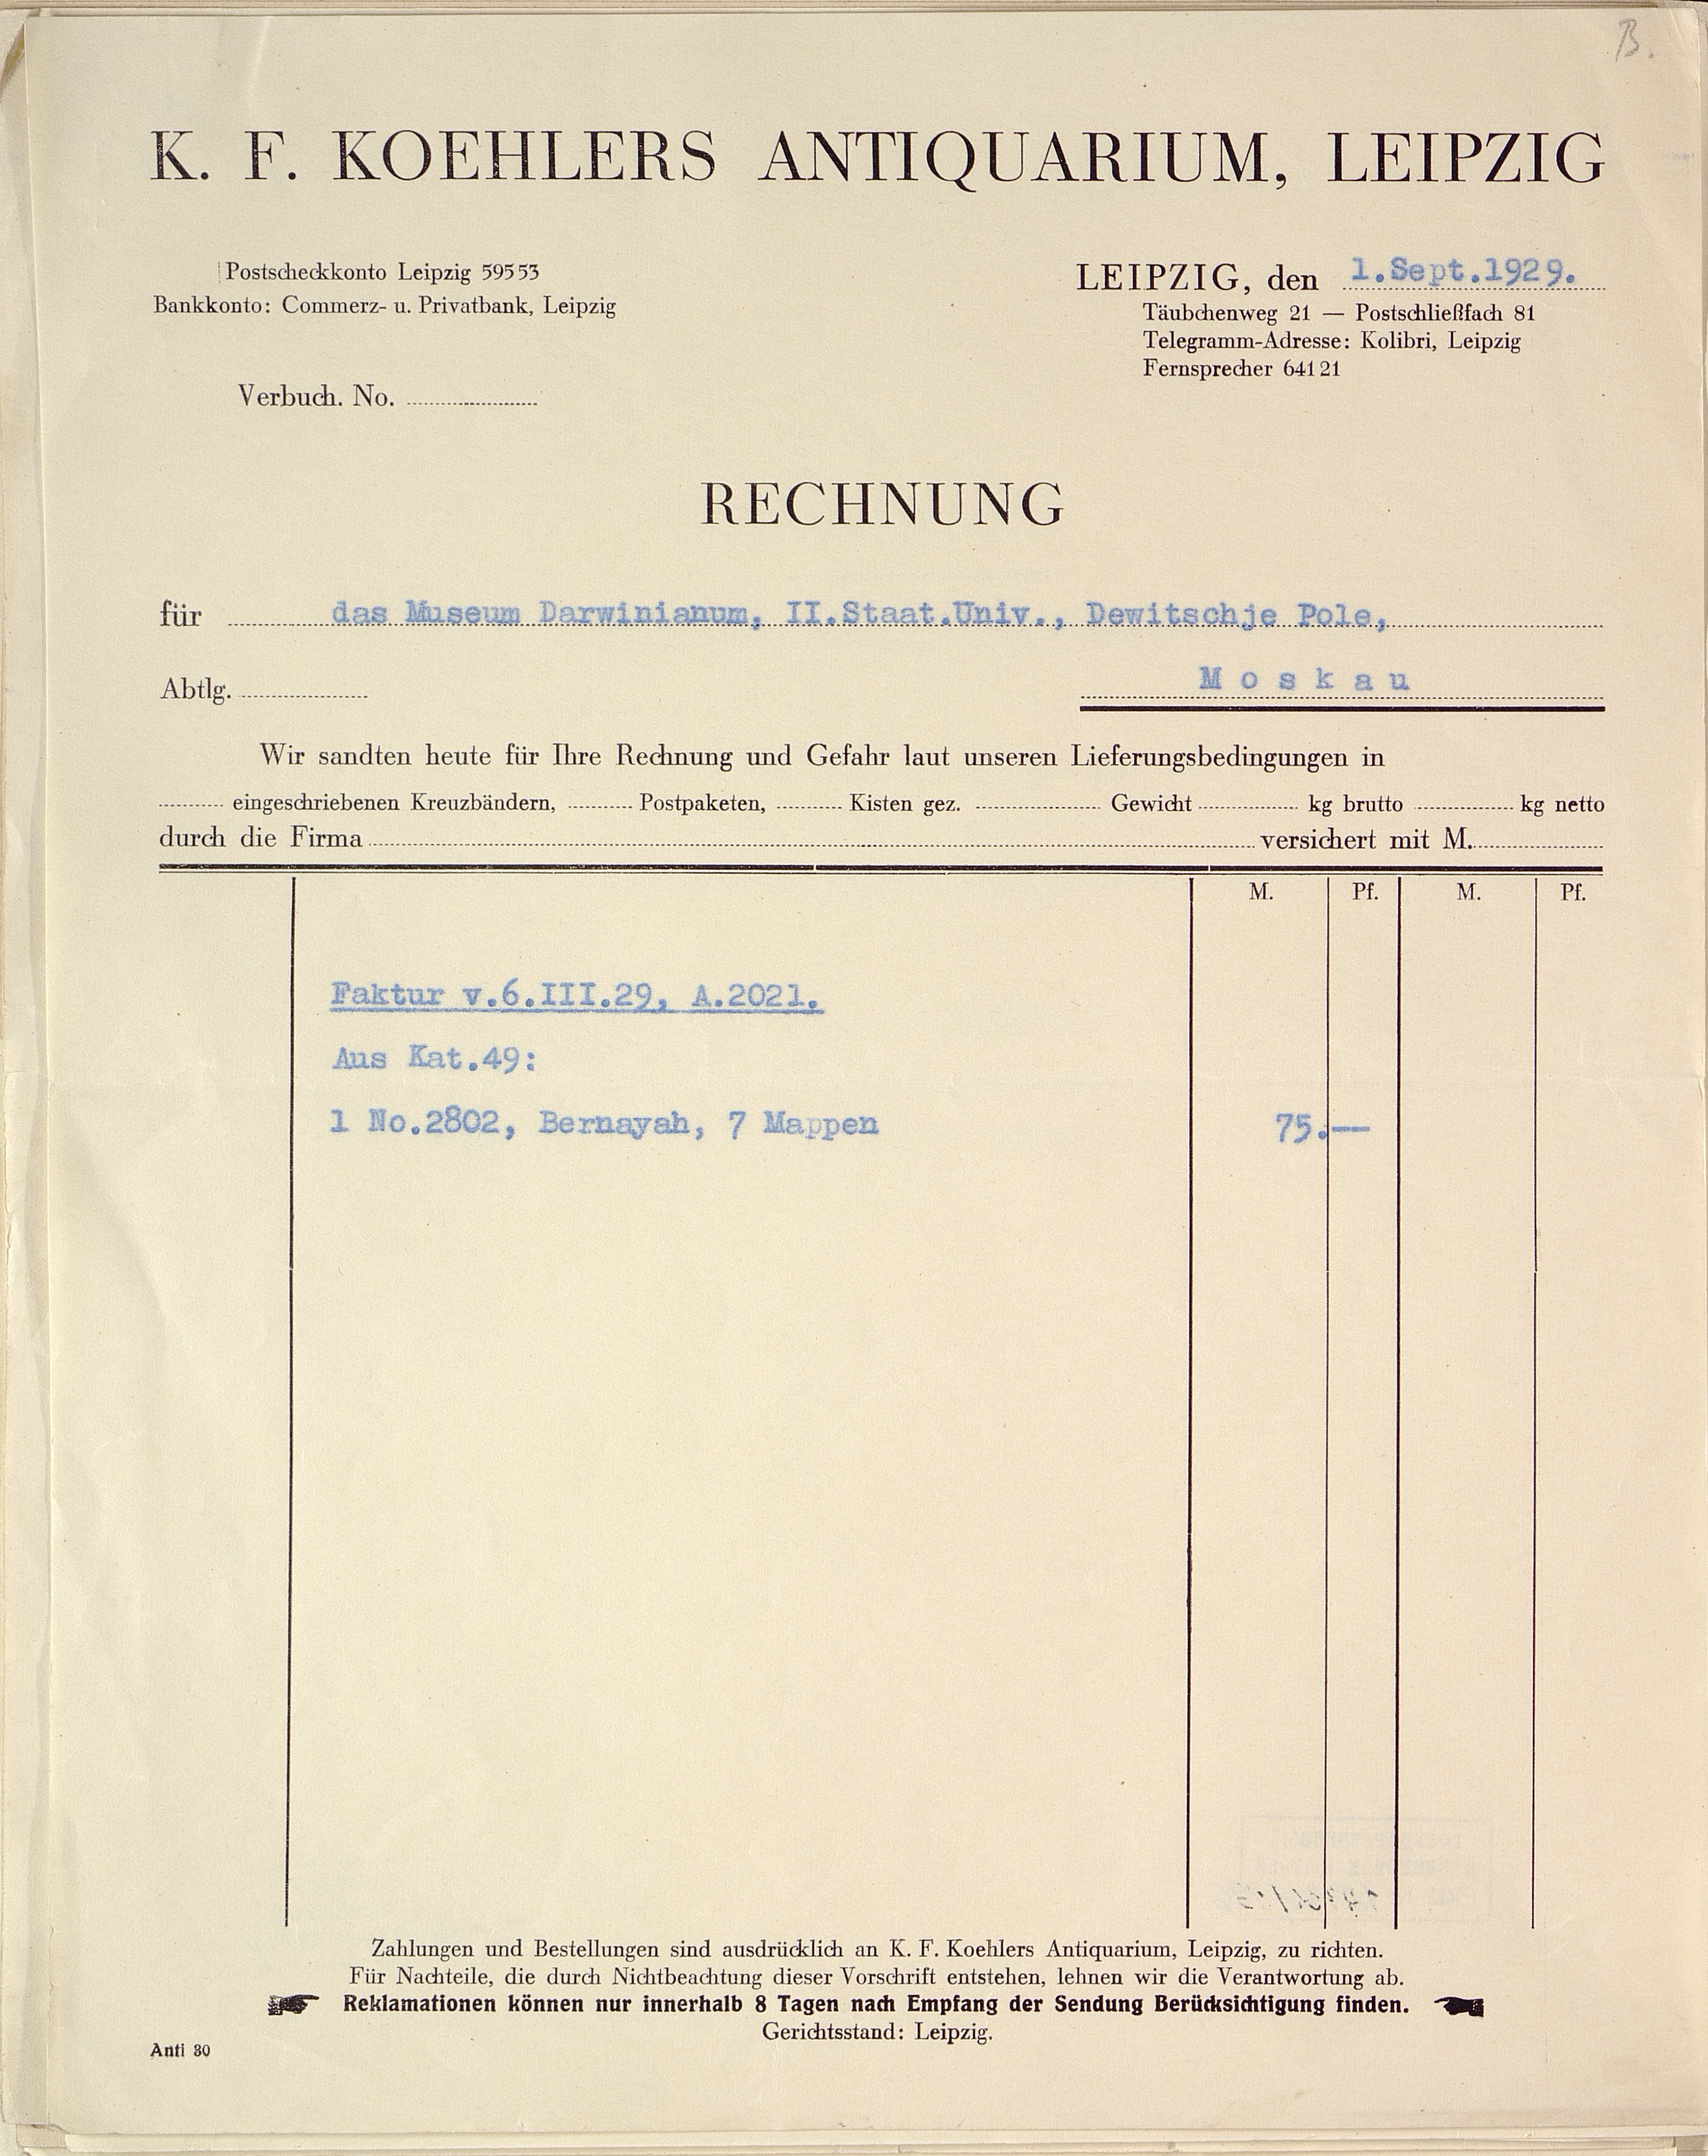 B.
K. F. KOEHLERS ANTIQUARIUM, LEIPZIG
Postscheckkonto Leipzig 59553
Bankkonto: Commerz- u. Privatbank, Leipzig
LEIPZIG, den 1.Sept.1929.
Täubchenweg 21 — Postschließfach 81
Telegramm-Adresse: Kolibri, Leipzig
Fernsprecher 64121
Verbuch. No.
RECHNUNG
für das Museum Darwinianum, II.Staat.Univ., Dewitschje Pole,
Abtlg. Moskau
Wir sandten heute für Ihre Rechnung und Gefahr laut unseren Lieferungsbedingungen in
eingeschriebenen Kreuzbändern, Postpaketen, Kisten gez. Gewicht kg brutto kg netto
durch die Firma versichert mit M.
M. Pf. M. Pf.
Faktur v.6.III.29, A.2021.
Aus Kat.49:
1 No.2802, Bernayah, 7 Mappen 75.—
Zahlungen und Bestellungen sind ausdrücklich an K. F. Koehlers Antiquarium, Leipzig, zu richten.
Für Nachteile, die durch Nichtbeachtung dieser Vorschrift entstehen, lehnen wir die Verantwortung ab.
Reklamationen können nur innerhalb 8 Tagen nach Empfang der Sendung Berücksichtigung finden.
Gerichtsstand: Leipzig.
Anti 30